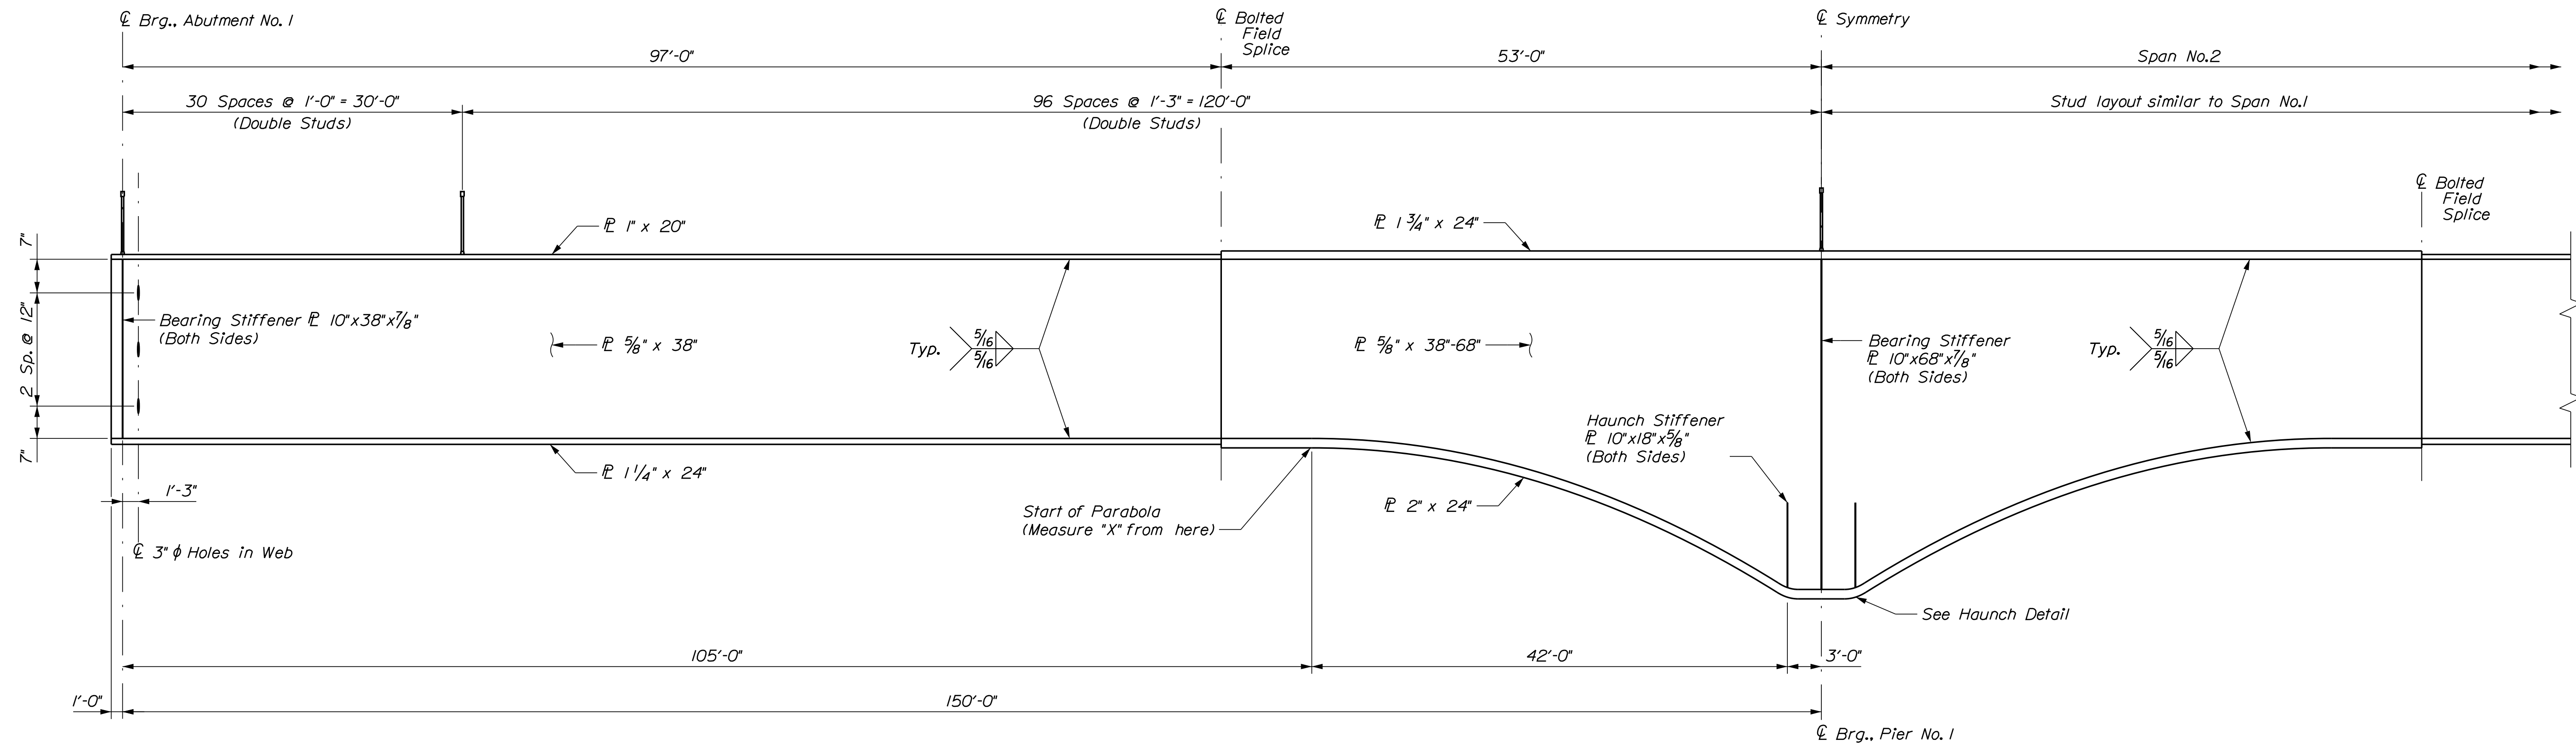 ℄ Brg., Abutment No. 1
℄ Bolted
Field
Splice
℄ Symmetry
97'-0"
53'-0"
Span No.2
30 Spaces @ 1'-0" = 30'-0"
(Double Studs)
96 Spaces @ 1'-3" = 120'-0"
(Double Studs)
Stud layout similar to Span No.1
℄ Bolted
Field
Splice
7"
2 Sp. @ 12"
7"
℞ 1" x 20"
℞ 1 3/4" x 24"
Bearing Stiffener ℞ 10"x38"x7/8"
(Both Sides)
℞ 5/8" x 38"
Typ.
5/16
5/16
℞ 5/8" x 38"-68"
Bearing Stiffener
℞ 10"x68"x7/8"
(Both Sides)
Typ.
5/16
5/16
Haunch Stiffener
℞ 10"x18"x5/8"
(Both Sides)
℞ 1 1/4" x 24"
1'-3"
℄ 3" ϕ Holes in Web
Start of Parabola
(Measure "X" from here)
℞ 2" x 24"
See Haunch Detail
105'-0"
42'-0"
3'-0"
1'-0"
150'-0"
℄ Brg., Pier No. 1